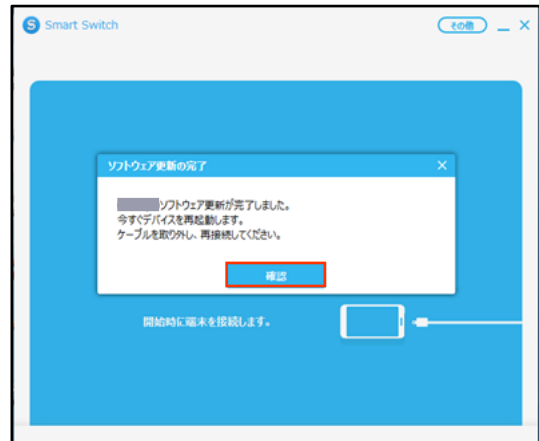 S Smart Switch
その他
ソフトウェア更新の完了
ソフトウェア更新が完了しました。
今すぐデバイスを再起動します。
ケーブルを取り外し、再接続してください。
確認
開始時に端末を接続します。